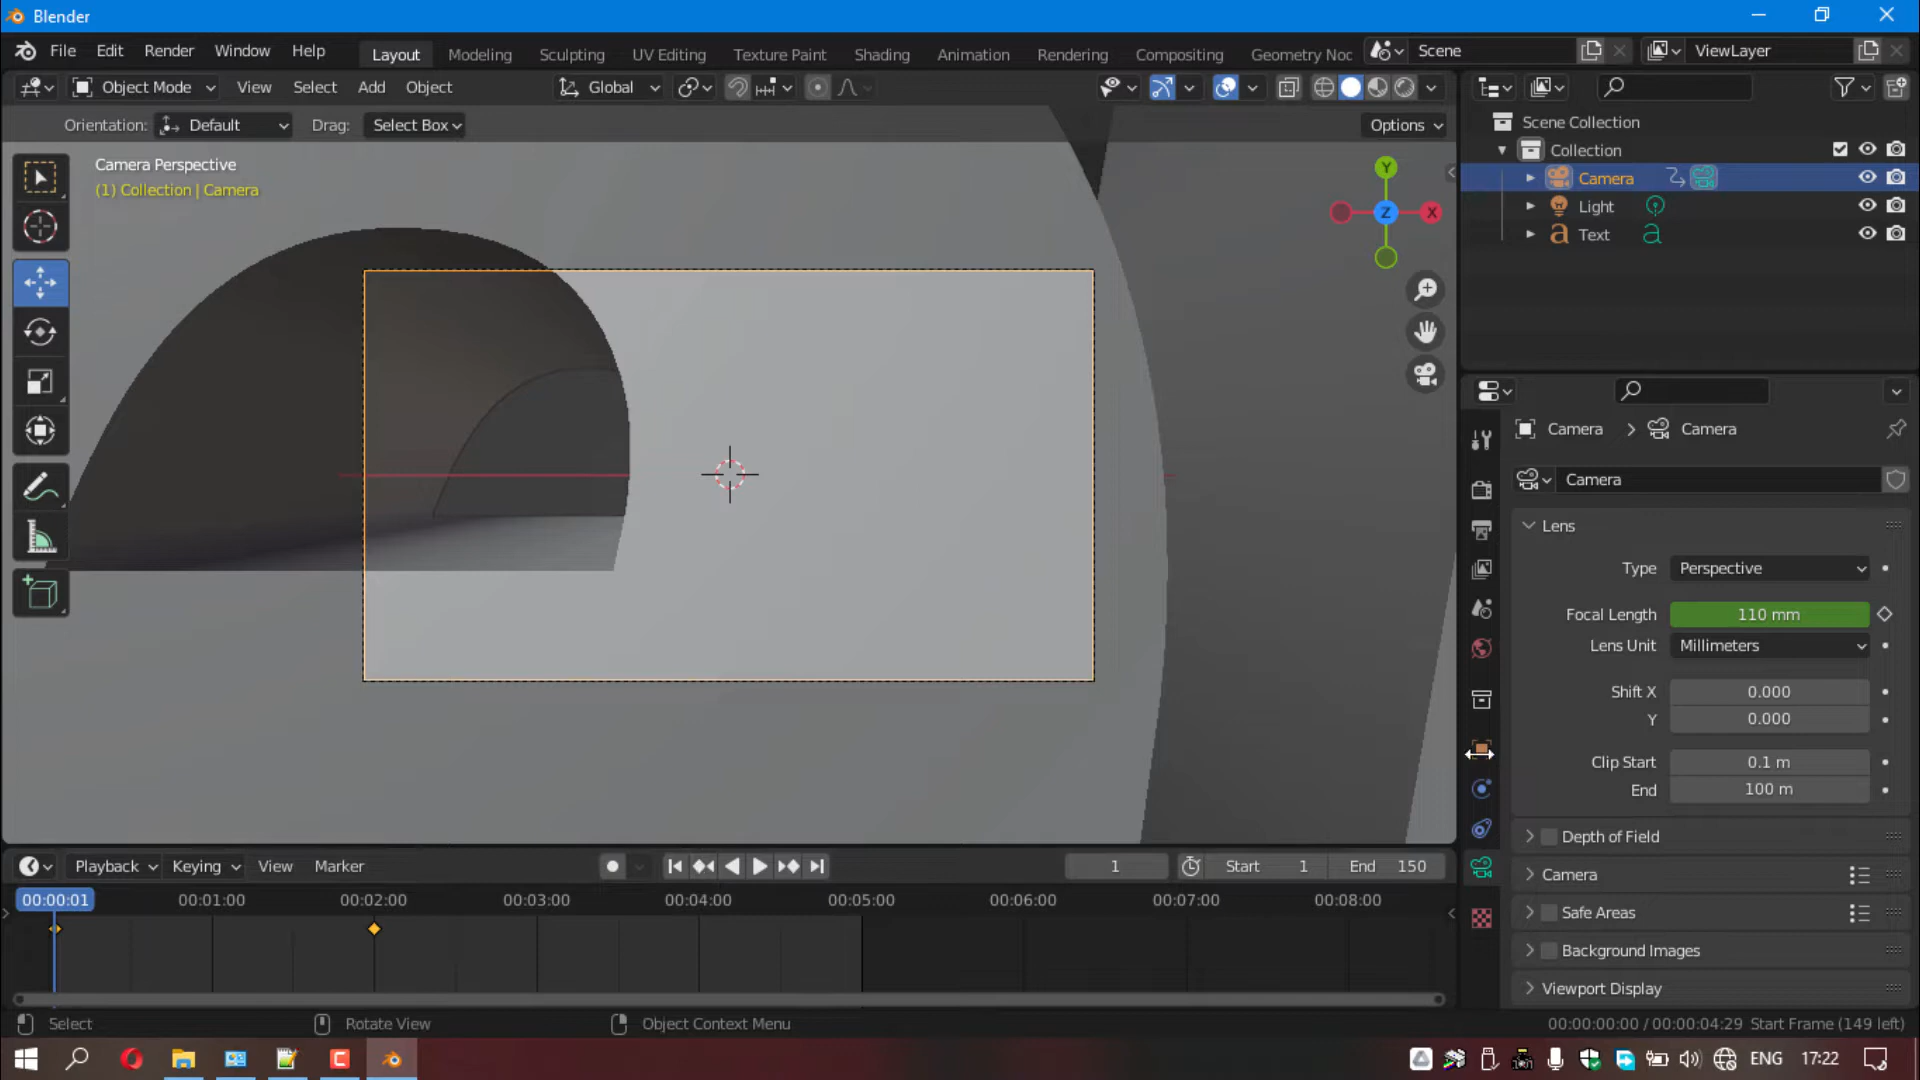 Blender
File Edit Render Window Help Layout Modeling Sculpting UV Editing Texture Paint Shading Animation Rendering Compositing Geometry Noc Scene ViewLayer
Object Mode View Select Add Object Global
Orientation: Default Drag: Select Box Options
Camera Perspective
(1) Collection | Camera
Y
X
Z
Scene Collection
Collection
Camera
Light
Text
Camera > Camera
Camera
Lens
Type Perspective
Focal Length 110 mm
Lens Unit Millimeters
Shift X 0.000
Y 0.000
Clip Start 0.1 m
End 100 m
Depth of Field
Camera
Safe Areas
Background Images
Viewport Display
Playback Keying View Marker 1 Start 1 End 150
00:00:01 00:01:00 00:02:00 00:03:00 00:04:00 00:05:00 00:06:00 00:07:00 00:08:00
Select Rotate View Object Context Menu 00:00:00:00 / 00:00:04:29 Start Frame (149 left)
ENG 17:22